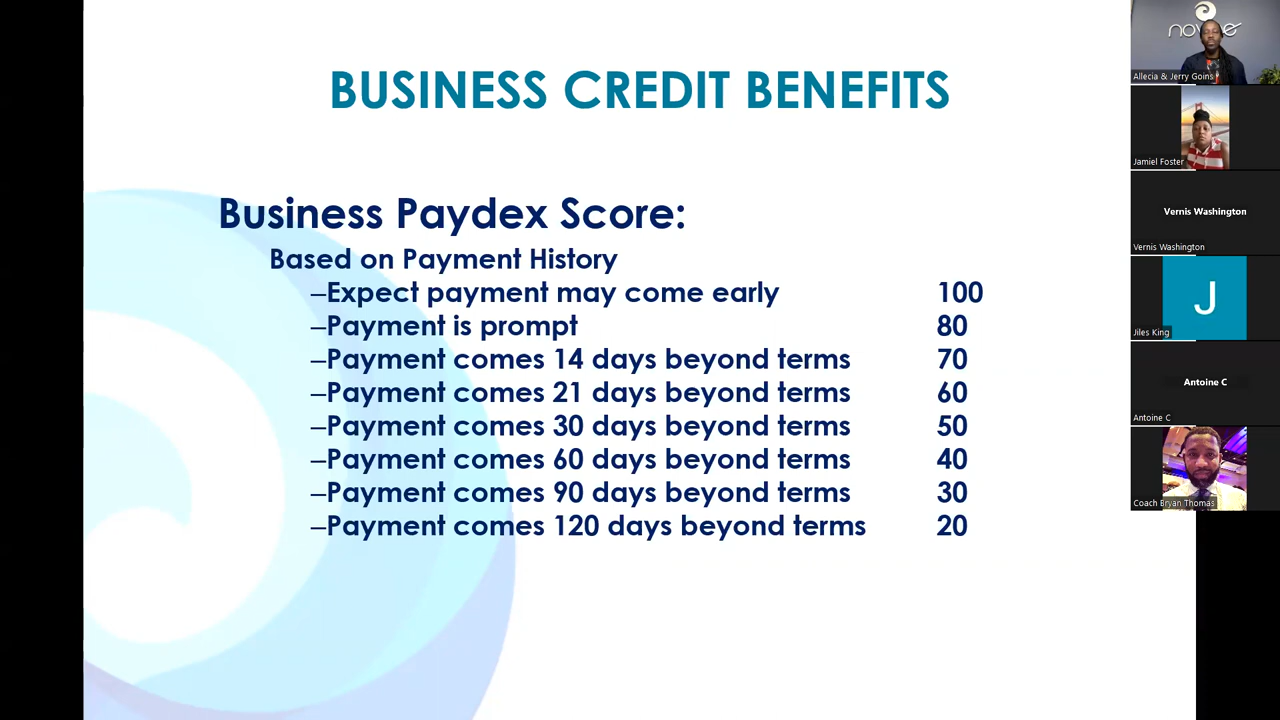 BUSINESS CREDIT BENEFITS
Business Paydex Score:
Based on Payment History
–Expect payment may come early 100
–Payment is prompt 80
–Payment comes 14 days beyond terms 70
–Payment comes 21 days beyond terms 60
–Payment comes 30 days beyond terms 50
–Payment comes 60 days beyond terms 40
–Payment comes 90 days beyond terms 30
–Payment comes 120 days beyond terms 20
Allecia & Jerry Goins
Jamiel Foster
Vernis Washington
Vernis Washington
J
Jiles King
Antoine C
Antoine C
Coach Bryan Thomas